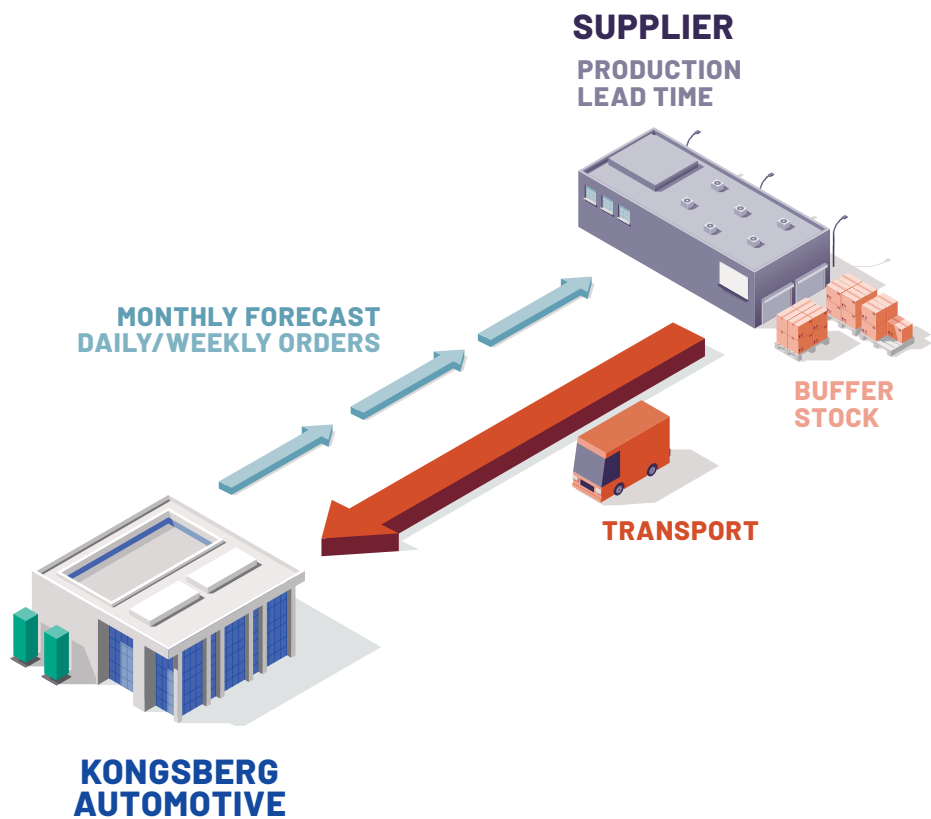 SUPPLIER
PRODUCTION
LEAD TIME
MONTHLY FORECAST
DAILY/WEEKLY ORDERS
BUFFER
STOCK
TRANSPORT
KONGSBERG
AUTOMOTIVE